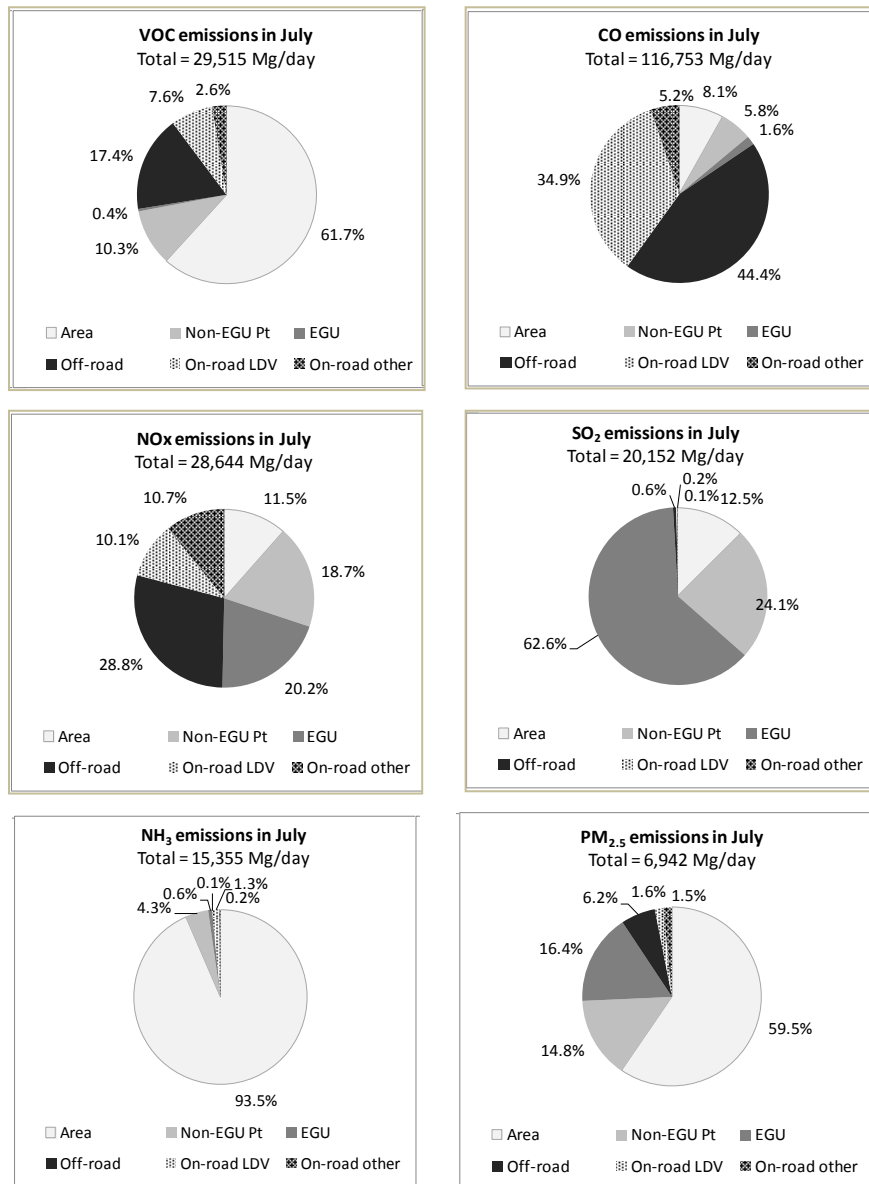 VOC emissions in July
Total = 29,515 Mg/day
7.6%
2.6%
17.4%
0.4%
10.3%
61.7%
Area
Non-EGU Pt
EGU
Off-road
On-road LDV
On-road other
CO emissions in July
Total = 116,753 Mg/day
5.2%
8.1%
5.8%
1.6%
34.9%
44.4%
Area
Non-EGU Pt
EGU
Off-road
On-road LDV
On-road other
NOx emissions in July
Total = 28,644 Mg/day
10.7%
11.5%
10.1%
18.7%
28.8%
20.2%
Area
Non-EGU Pt
EGU
Off-road
On-road LDV
On-road other
SO₂ emissions in July
Total = 20,152 Mg/day
0.2%
0.6%
0.1%
12.5%
24.1%
62.6%
Area
Non-EGU Pt
EGU
Off-road
On-road LDV
On-road other
NH₃ emissions in July
Total = 15,355 Mg/day
0.1%
1.3%
0.6%
0.2%
4.3%
93.5%
Area
Non-EGU Pt
EGU
Off-road
On-road LDV
On-road other
PM₂.₅ emissions in July
Total = 6,942 Mg/day
6.2%
1.6%
1.5%
16.4%
14.8%
59.5%
Area
Non-EGU Pt
EGU
Off-road
On-road LDV
On-road other